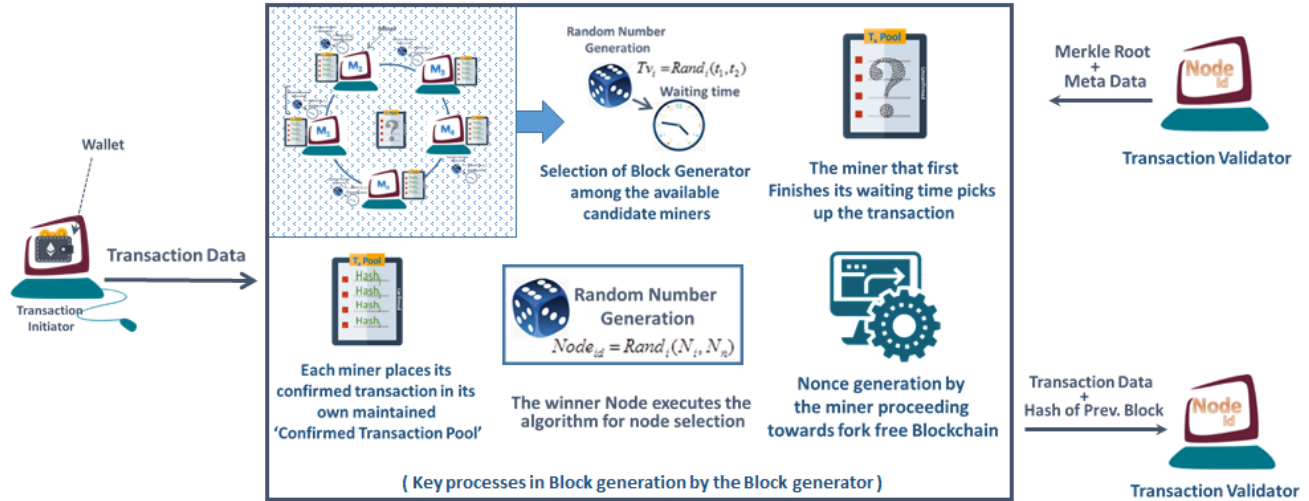 Wallet
Transaction Data
Transaction
Initiator
Miner
M2
M3
M1
M4
Mn
?
Random Number
Generation
Tvi = Randi(t1,t2)
Waiting time
Selection of Block Generator
among the available
candidate miners
Tx Pool
?
Unconfirmed
The miner that first
Finishes its waiting time picks
up the transaction
Tx Pool
Hash
Hash
Hash
Hash
Each miner places its
confirmed transaction in its
own maintained
‘Confirmed Transaction Pool’
Random Number
Generation
Nodeid = Randi(Ni, Nn)
The winner Node executes the
algorithm for node selection
Nonce generation by
the miner proceeding
towards fork free Blockchain
( Key processes in Block generation by the Block generator )
Merkle Root
+
Meta Data
Node
id
Transaction Validator
Transaction Data
+
Hash of Prev. Block
Node
id
Transaction Validator